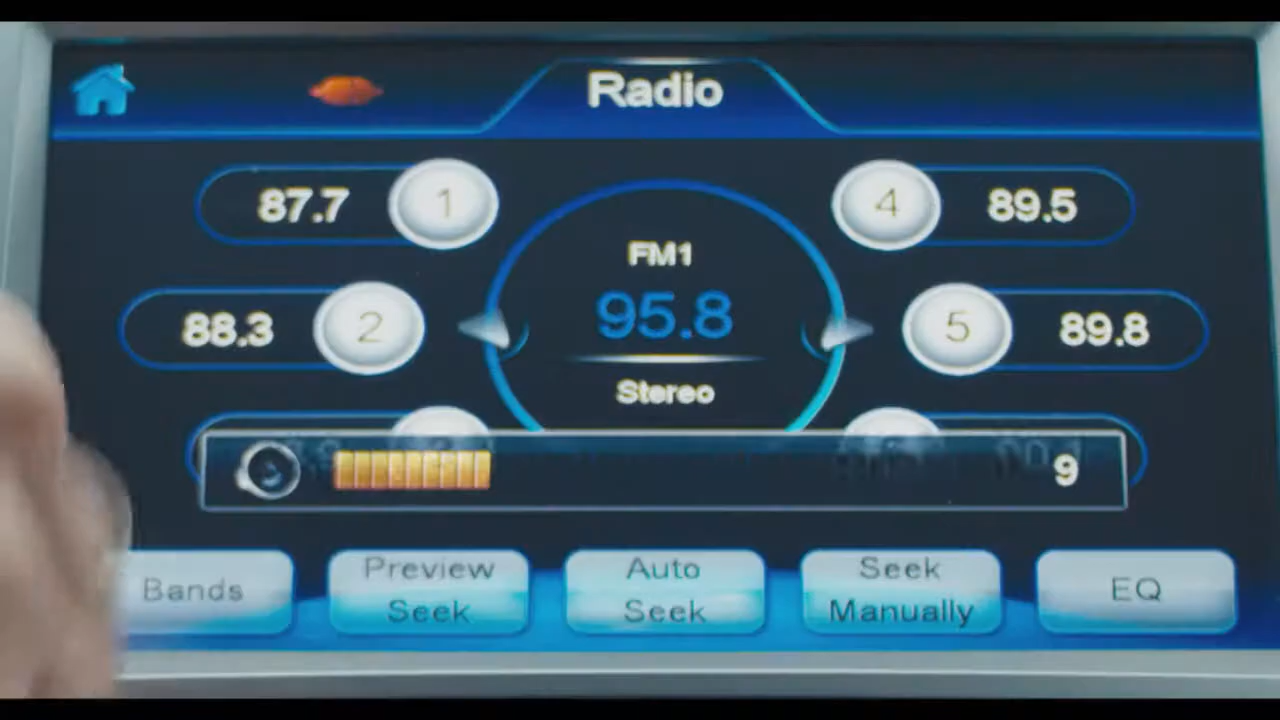 Radio
87.7 1
4 89.5
FM1
88.3 2
95.8
5 89.8
Stereo
9
Bands
Preview
Seek
Auto
Seek
Seek
Manually
EQ